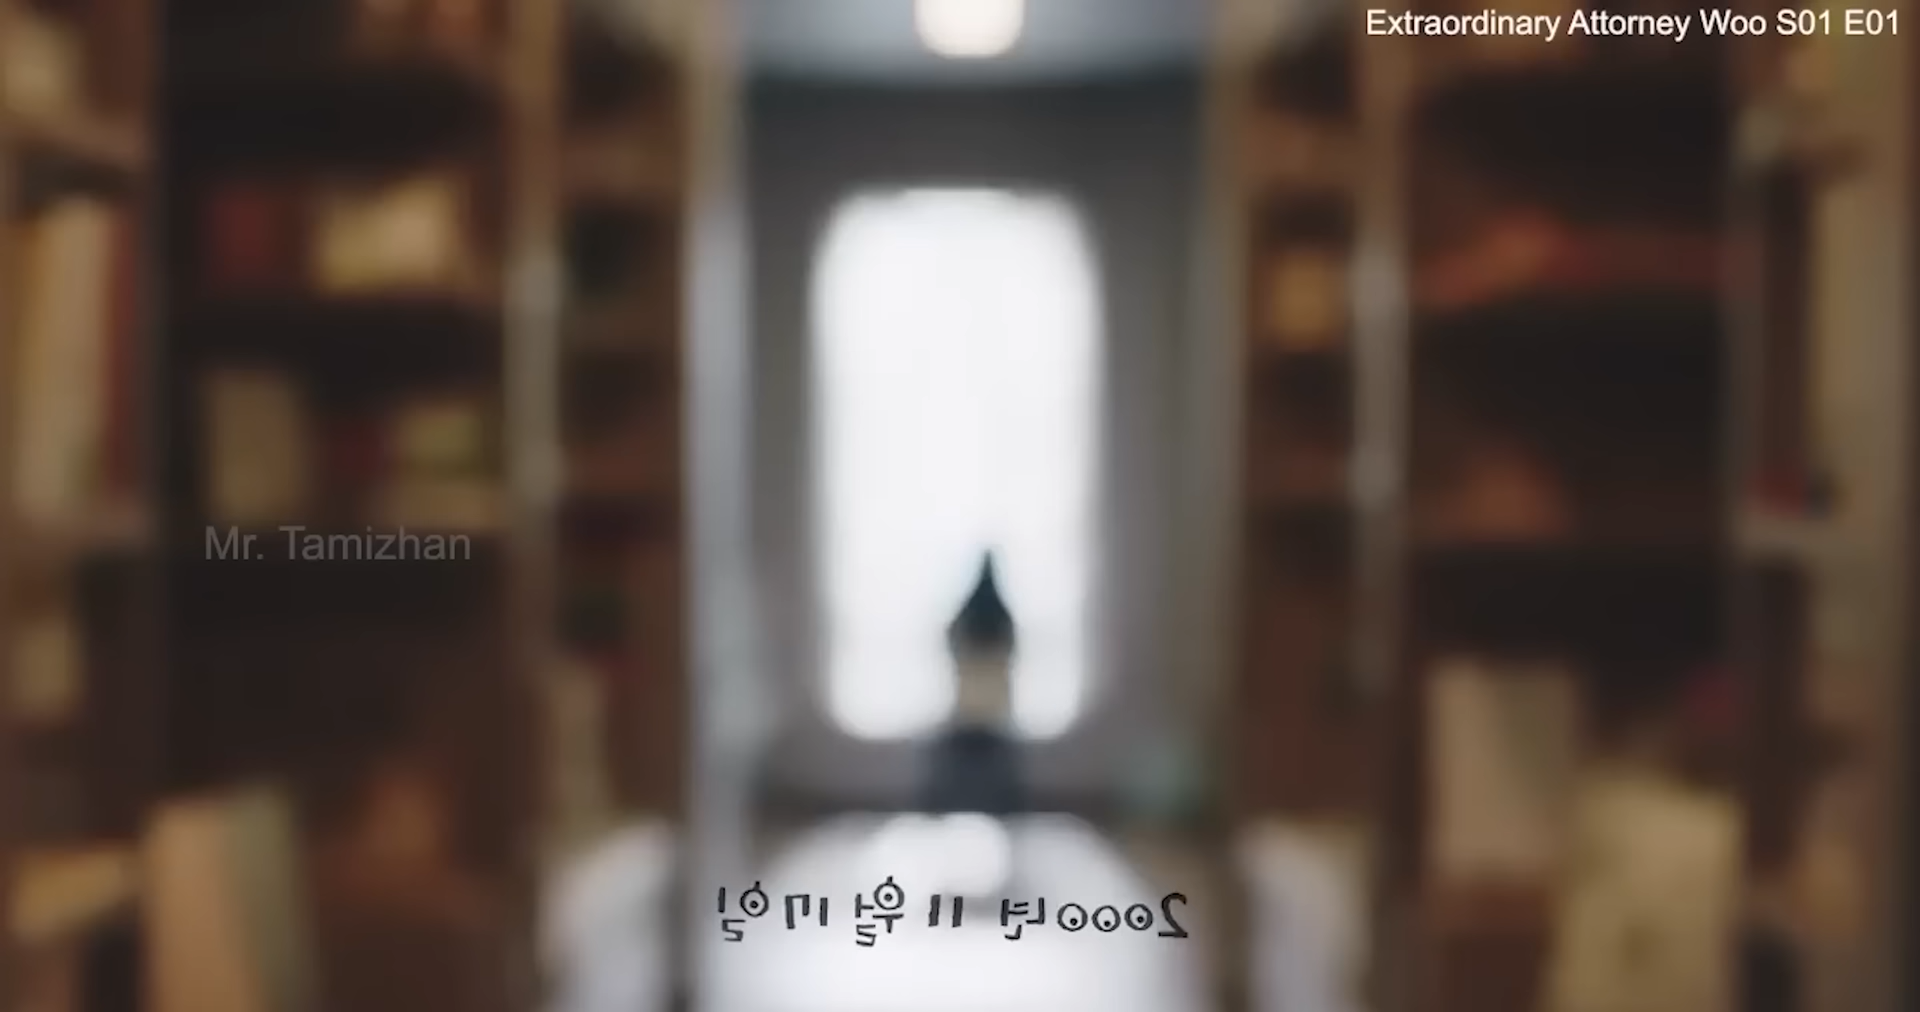 Extraordinary Attorney Woo S01 E01
Mr. Tamizhan
2000년 11월 17일